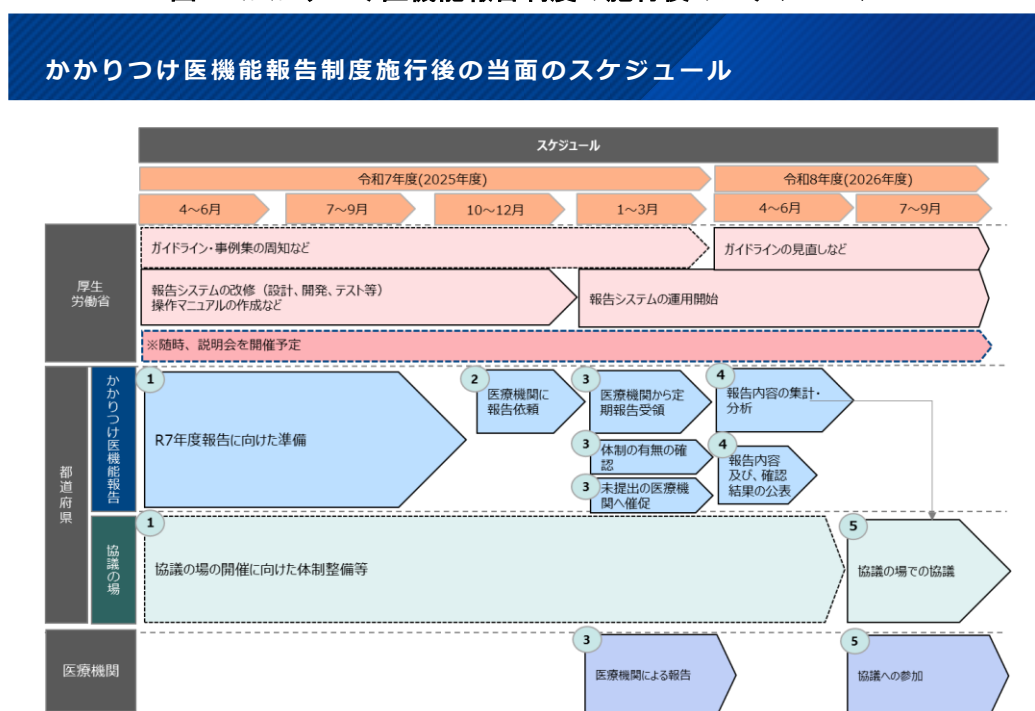 かかりつけ医機能報告制度施行後の当面のスケジュール
スケジュール
令和7年度(2025年度)
令和8年度(2026年度)
4～6月
7～9月
10～12月
1～3月
4～6月
7～9月
厚生
労働省
ガイドライン・事例集の周知など
ガイドラインの見直しなど
報告システムの改修（設計、開発、テスト等）
操作マニュアルの作成など
報告システムの運用開始
※随時、説明会を開催予定
都道府県
かかりつけ医機能報告
1
R7年度報告に向けた準備
2
医療機関に
報告依頼
3
医療機関から定
期報告受領
3
体制の有無の確
認
3
未提出の医療機
関へ催促
4
報告内容の集計・
分析
4
報告内容
及び、確認
結果の公表
協議の場
1
協議の場の開催に向けた体制整備等
5
協議の場での協議
医療機関
3
医療機関による報告
5
協議への参加